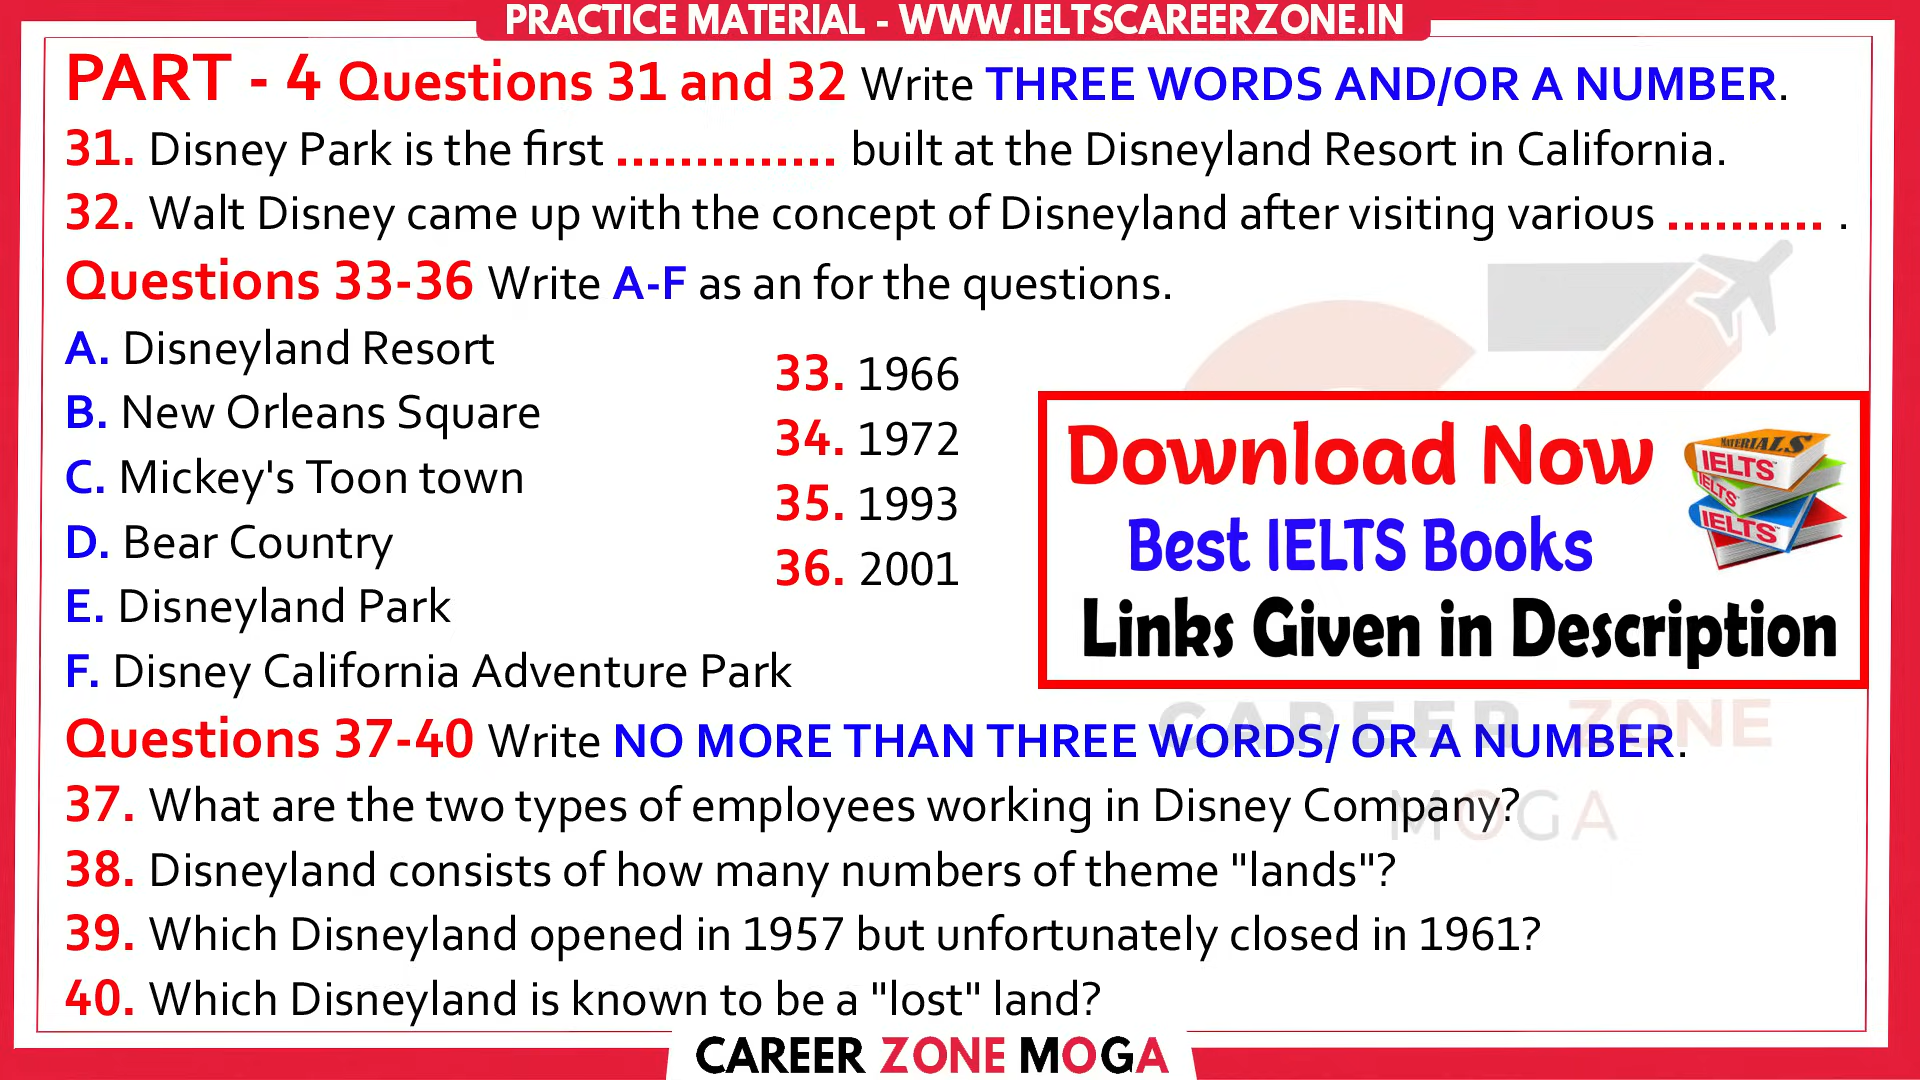 PRACTICE MATERIAL - WWW.IELTSCAREERZONE.IN
PART - 4 Questions 31 and 32 Write THREE WORDS AND/OR A NUMBER.
31. Disney Park is the first .............. built at the Disneyland Resort in California.
32. Walt Disney came up with the concept of Disneyland after visiting various .......... .
Questions 33-36 Write A-F as an for the questions.
A. Disneyland Resort
B. New Orleans Square
C. Mickey's Toon town
D. Bear Country
E. Disneyland Park
F. Disney California Adventure Park
33. 1966
34. 1972
35. 1993
36. 2001
Download Now
Best IELTS Books
Links Given in Description
MATERIALS
IELTS
IELTS
IELTS
CAREER ZONE
MOGA
Questions 37-40 Write NO MORE THAN THREE WORDS/ OR A NUMBER.
37. What are the two types of employees working in Disney Company?
38. Disneyland consists of how many numbers of theme "lands"?
39. Which Disneyland opened in 1957 but unfortunately closed in 1961?
40. Which Disneyland is known to be a "lost" land?
CAREER ZONE MOGA